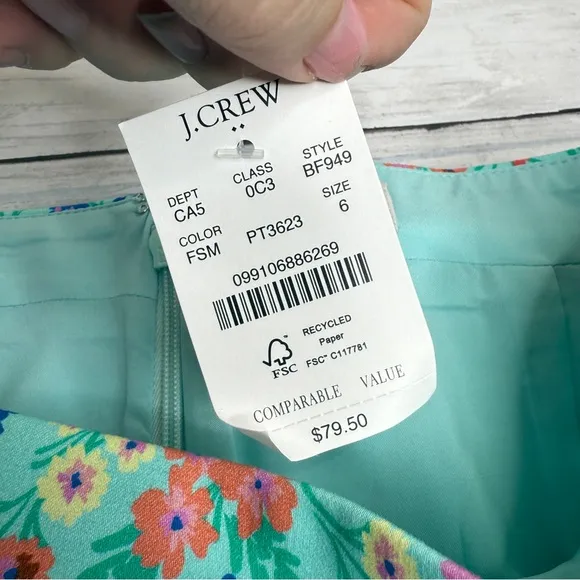 J.CREW
DEPT CLASS STYLE
CA5 0C3 BF949
COLOR SIZE
FSM PT3623 6
099106886269
RECYCLED
Paper
FSC FSC™ C117781
COMPARABLE VALUE
$79.50